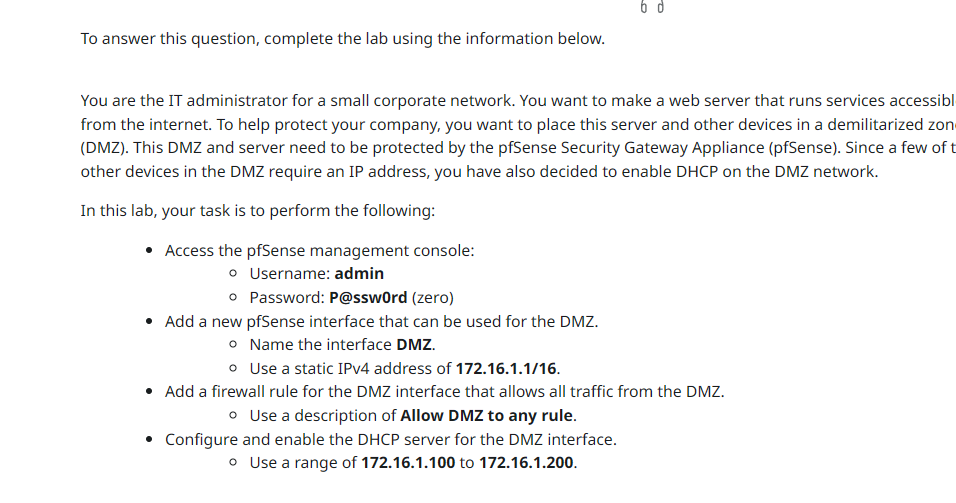 To answer this question, complete the lab using the information below.
You are the IT administrator for a small corporate network. You want to make a web server that runs services
from the internet. To help protect your company, you want to place this server and other devices in a demilitarized
(DMZ). This DMZ and server need to be protected by the pfSense Security Gateway Appliance (pfSense). Since a few of
other devices in the DMZ require an IP address, you have also decided to enable DHCP on the DMZ network.
In this lab, your task is to perform the following:
• Access the pfSense management console:
○ Username: admin
○ Password: P@ssw0rd (zero)
• Add a new pfSense interface that can be used for the DMZ.
○ Name the interface DMZ.
○ Use a static IPv4 address of 172.16.1.1/16.
• Add a firewall rule for the DMZ interface that allows all traffic from the DMZ.
○ Use a description of Allow DMZ to any rule.
• Configure and enable the DHCP server for the DMZ interface.
○ Use a range of 172.16.1.100 to 172.16.1.200.